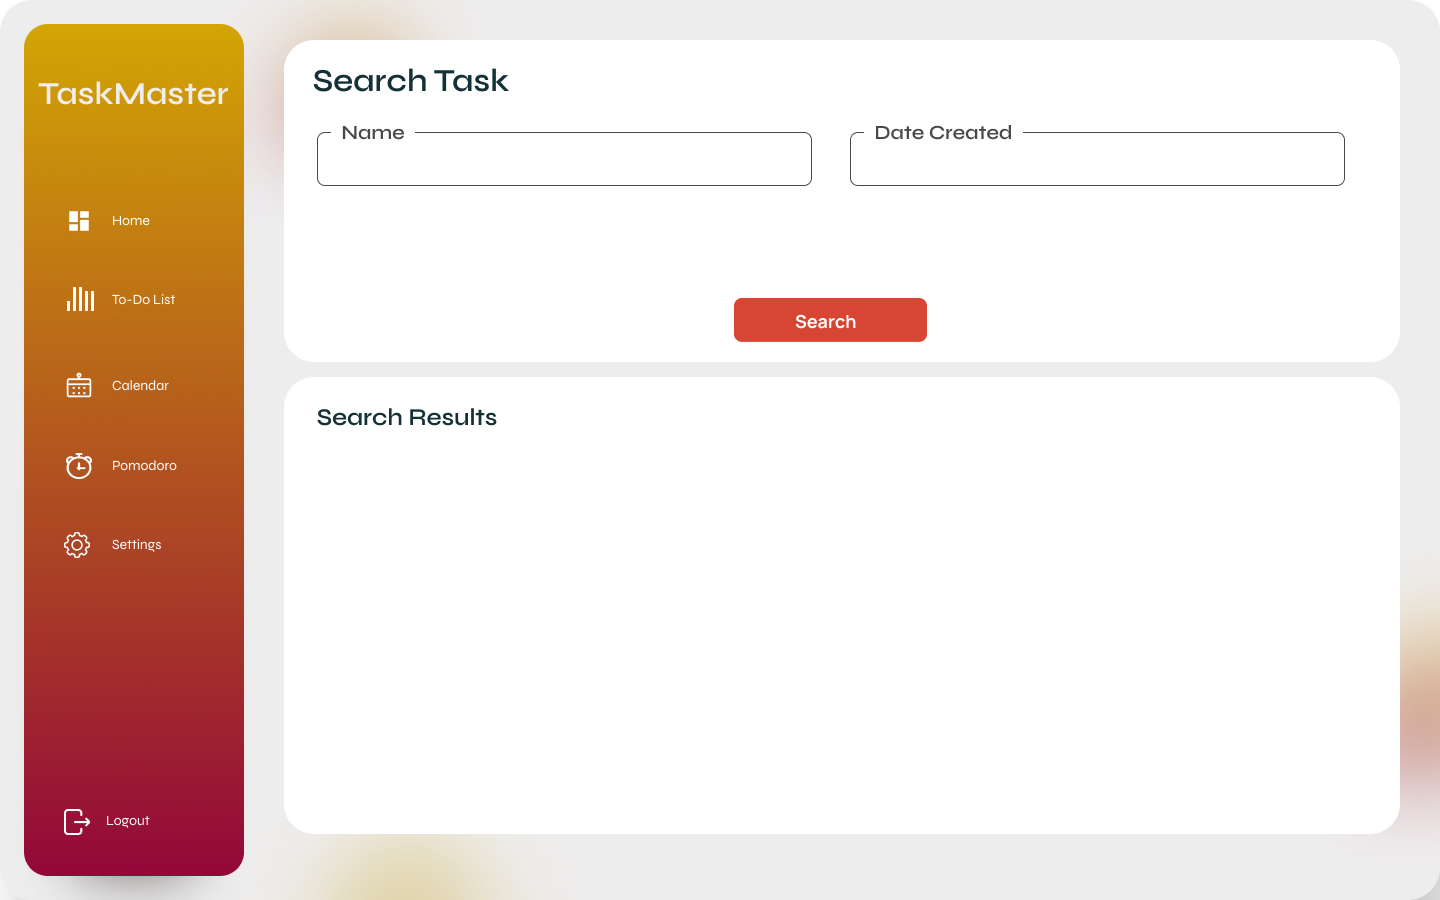 TaskMaster
Home
To-Do List
Calendar
Pomodoro
Settings
Logout
Search Task
Name
Date Created
Search
Search Results